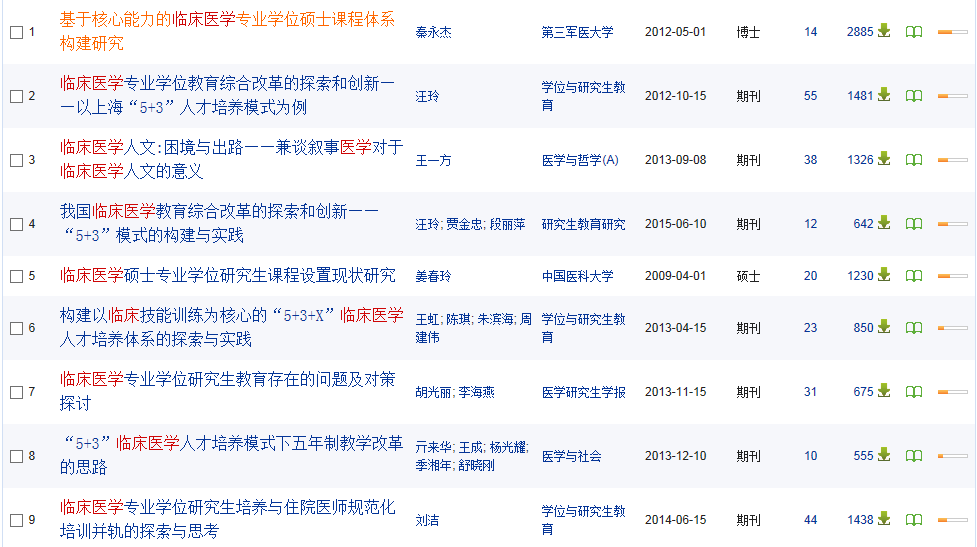 1 基于核心能力的临床医学专业学位硕士课程体系 秦永杰 第三军医大学 2012-05-01 博士 14 2885
构建研究
2 临床医学专业学位教育综合改革的探索和创新—— 汪玲 学位与研究生教 2012-10-15 期刊 55 1481
—以上海“5+3”人才培养模式为例 育
3 临床医学人文:困境与出路——兼谈叙事医学对于 王一方 医学与哲学(A) 2013-09-08 期刊 38 1326
临床医学人文的意义
4 我国临床医学教育综合改革的探索和创新—— 汪玲; 贾金忠; 段丽萍 研究生教育研究 2015-06-10 期刊 12 642
“5+3”模式的构建与实践
5 临床医学硕士专业学位研究生课程设置现状研究 姜春玲 中国医科大学 2009-04-01 硕士 20 1230
6 构建以临床技能训练为核心的“5+3+X”临床医学 王虹; 陈琪; 朱滨海; 周 学位与研究生教 2013-04-15 期刊 23 850
人才培养体系的探索与实践 建伟 育
7 临床医学专业学位研究生教育存在的问题及对策 胡光丽; 李海燕 医学研究生学报 2013-11-15 期刊 31 675
探讨
8 “5+3”临床医学人才培养模式下五年制教学改革 亓来华; 王成; 杨光耀; 医学与社会 2013-12-10 期刊 10 555
的思路 季湘年; 舒晓刚
9 临床医学专业学位研究生培养与住院医师规范化 刘洁 学位与研究生教 2014-06-15 期刊 44 1438
培训并轨的探索与思考 育